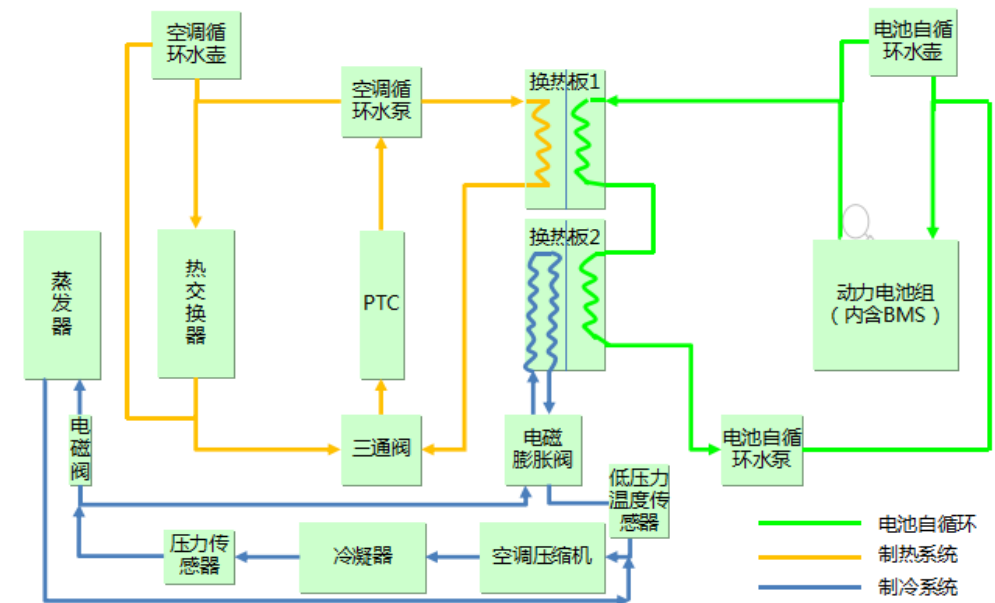 空调循
环水壶
电池自循
环水壶
空调循
环水泵
换热板1
换热板2
蒸
发
器
热
交
换
器
PTC
动力电池组
（内含BMS）
电
磁
阀
三通阀
电磁
膨胀阀
电池自循
环水泵
低压力
温度传
感器
压力传
感器
冷凝器
空调压缩机
电池自循环
制热系统
制冷系统